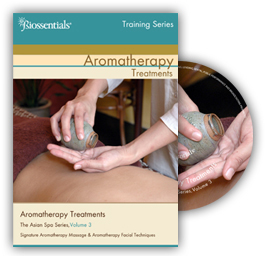 Biossentials®
Training Series
Aromatherapy
Treatments
Aromatherapy Treatments
The Asian Spa Series, Volume 3
Signature Aromatherapy Massage & Aromatherapy Facial Techniques